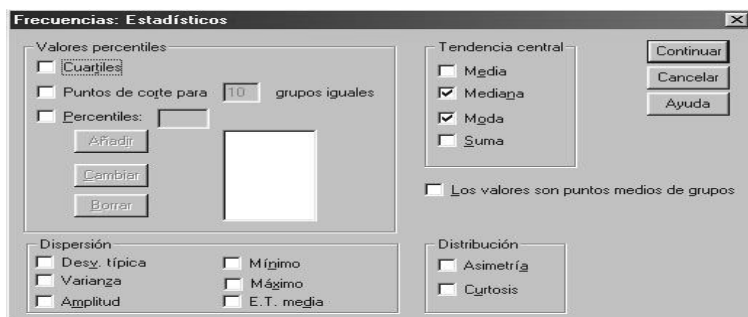 Frecuencias: Estadísticos
Valores percentiles
Cuartiles
Puntos de corte para 10 grupos iguales
Percentiles:
Añadir
Cambiar
Borrar
Tendencia central
Media
Mediana
Moda
Suma
Continuar
Cancelar
Ayuda
Los valores son puntos medios de grupos
Dispersión
Desv. típica
Varianza
Amplitud
Mínimo
Máximo
E.T. media
Distribución
Asimetría
Curtosis